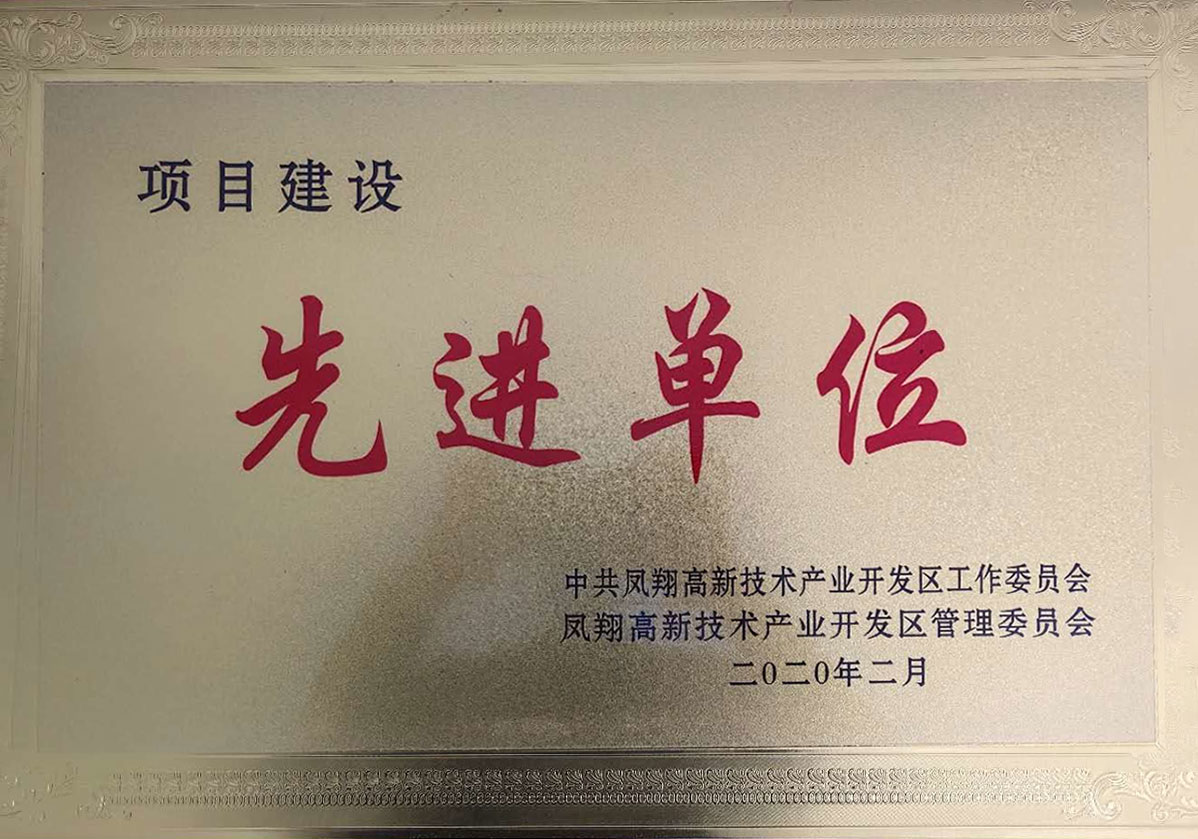 项目建设
先进单位
中共凤翔高新技术产业开发区工作委员会
凤翔高新技术产业开发区管理委员会
二〇二〇年二月